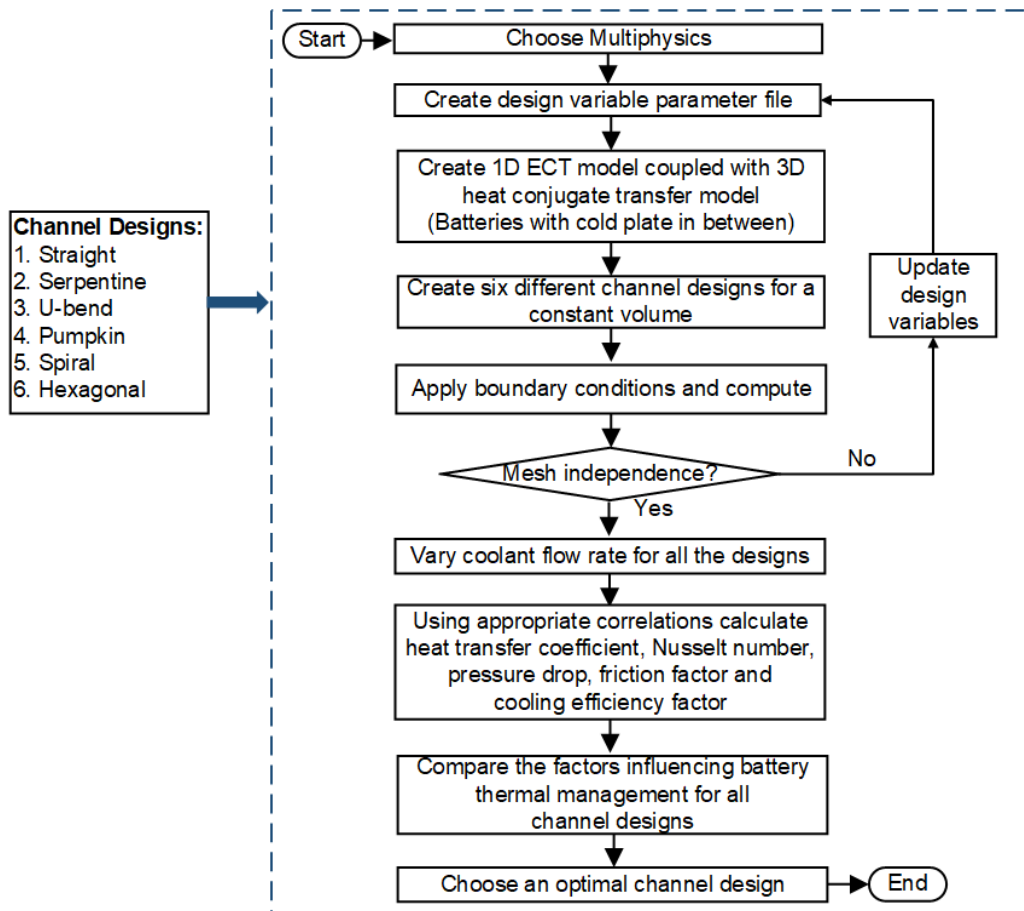 Start
Choose Multiphysics
Create design variable parameter file
Create 1D ECT model coupled with 3D
heat conjugate transfer model
(Batteries with cold plate in between)
Channel Designs:
1. Straight
2. Serpentine
3. U-bend
4. Pumpkin
5. Spiral
6. Hexagonal
Update
design
variables
Create six different channel designs for a
constant volume
Apply boundary conditions and compute
Mesh independence?
No
Yes
Vary coolant flow rate for all the designs
Using appropriate correlations calculate
heat transfer coefficient, Nusselt number,
pressure drop, friction factor and
cooling efficiency factor
Compare the factors influencing battery
thermal management for all
channel designs
Choose an optimal channel design
End